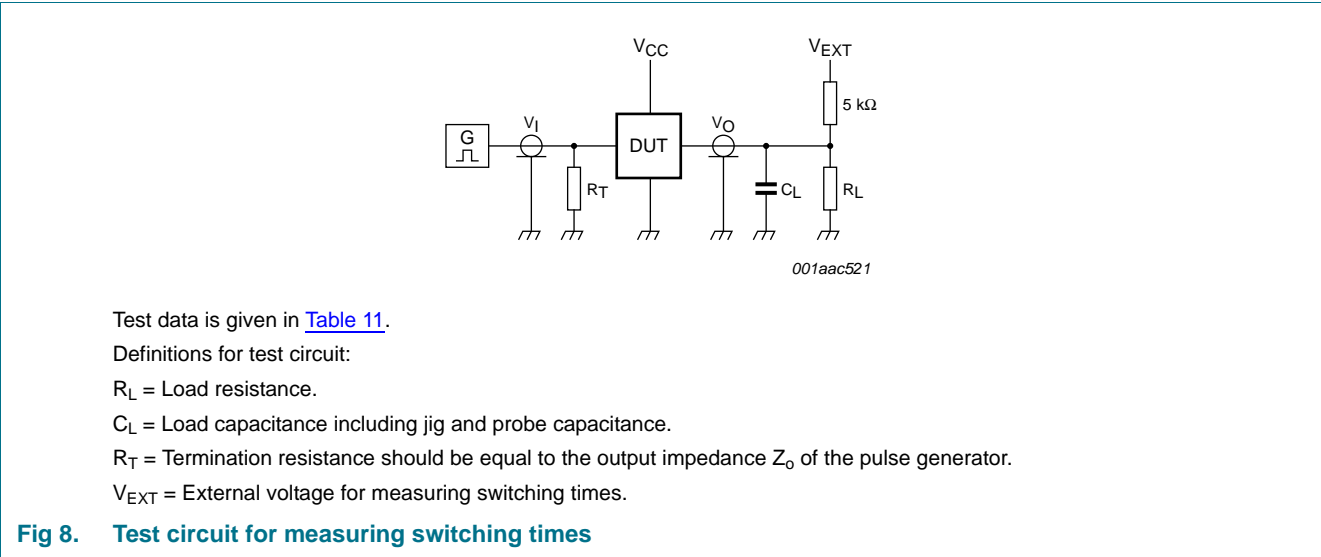 VCC
VEXT
5 kΩ
G
VI
DUT
VO
RT
CL
RL
001aac521
Test data is given in Table 11.
Definitions for test circuit:
RL = Load resistance.
CL = Load capacitance including jig and probe capacitance.
RT = Termination resistance should be equal to the output impedance Zo of the pulse generator.
VEXT = External voltage for measuring switching times.
Fig 8. Test circuit for measuring switching times